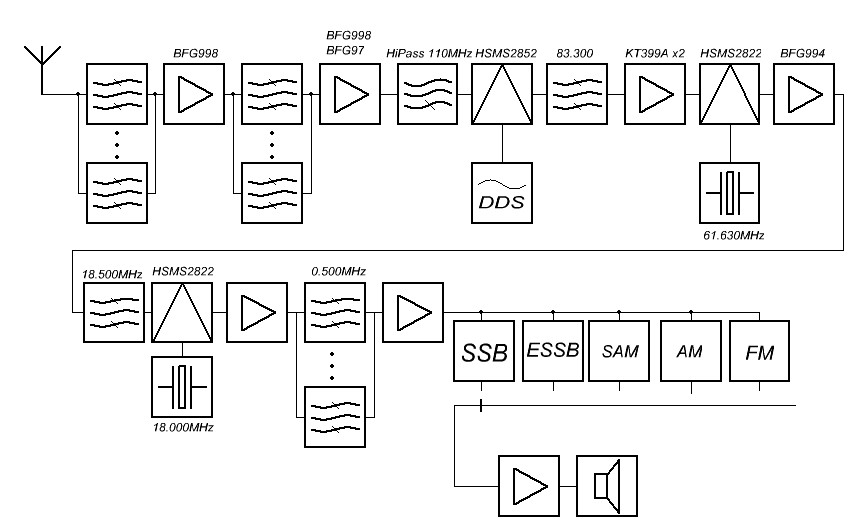 BFG998
BFG998
BFG97
HiPass 110MHz
HSMS2852
83.300
KT399A x2
HSMS2822
BFG994
DDS
61.630MHz
18.500MHz
HSMS2822
0.500MHz
SSB
ESSB
SAM
AM
FM
18.000MHz